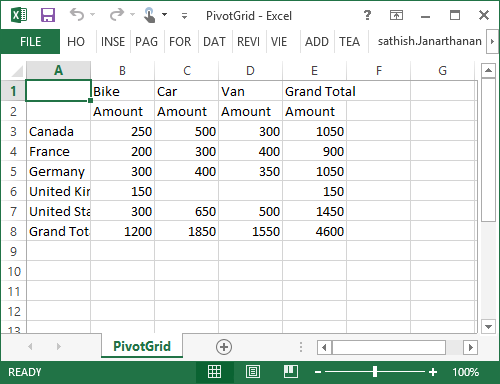 PivotGrid - Excel ?
FILE HO INSE PAG FOR DAT REVI VIE ADD TEA sathish.Janarthanan
A B C D E F G
1 Bike Car Van Grand Total
2 Amount Amount Amount Amount
3 Canada 250 500 300 1050
4 France 200 300 400 900
5 Germany 300 400 350 1050
6 United Kin 150 150
7 United Sta 300 650 500 1450
8 Grand Tot 1200 1850 1550 4600
9
10
11
12
13
PivotGrid
READY 100%